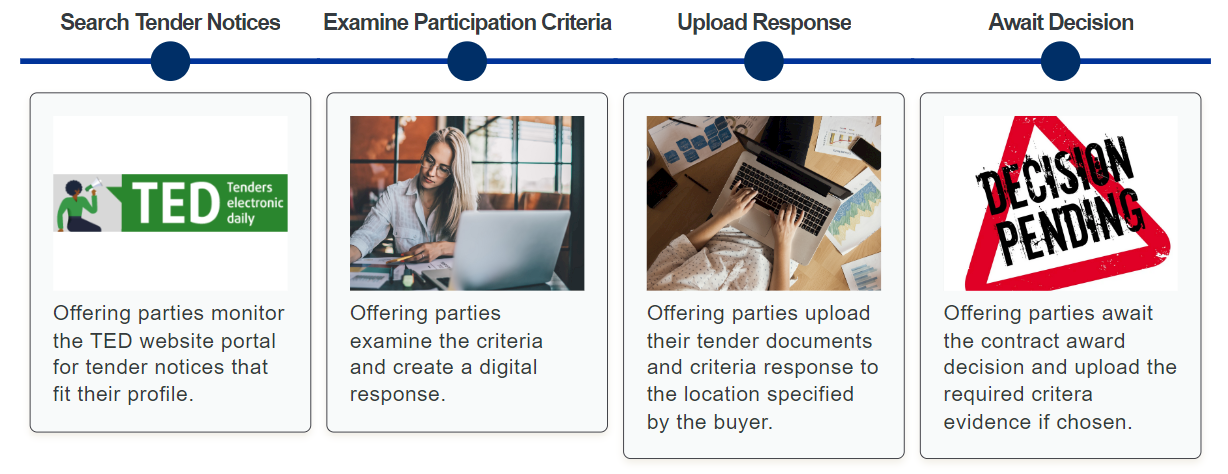 Search Tender Notices
Examine Participation Criteria
Upload Response
Await Decision
TED
Tenders
electronic
daily
Offering parties monitor
the TED website portal
for tender notices that
fit their profile.
Offering parties
examine the criteria
and create a digital
response.
Offering parties upload
their tender documents
and criteria response to
the location specified
by the buyer.
DECISION
PENDING
Offering parties await
the contract award
decision and upload the
required critera
evidence if chosen.